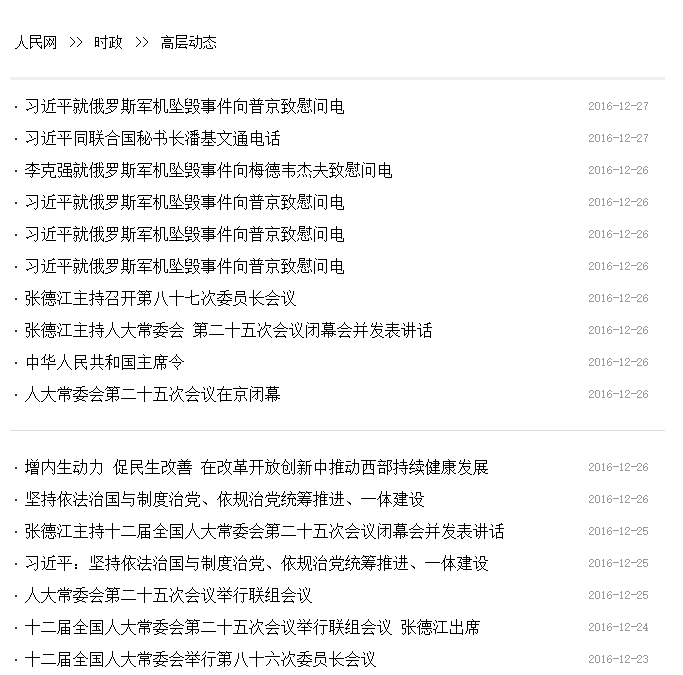 人民网 >> 时政 >> 高层动态
· 习近平就俄罗斯军机坠毁事件向普京致慰问电 2016-12-27
· 习近平同联合国秘书长潘基文通电话 2016-12-27
· 李克强就俄罗斯军机坠毁事件向梅德韦杰夫致慰问电 2016-12-26
· 习近平就俄罗斯军机坠毁事件向普京致慰问电 2016-12-26
· 习近平就俄罗斯军机坠毁事件向普京致慰问电 2016-12-26
· 习近平就俄罗斯军机坠毁事件向普京致慰问电 2016-12-26
· 张德江主持召开第八十七次委员长会议 2016-12-26
· 张德江主持人大常委会 第二十五次会议闭幕会并发表讲话 2016-12-26
· 中华人民共和国主席令 2016-12-26
· 人大常委会第二十五次会议在京闭幕 2016-12-26
· 增内生动力 促民生改善 在改革开放创新中推动西部持续健康发展 2016-12-26
· 坚持依法治国与制度治党、依规治党统筹推进、一体建设 2016-12-26
· 张德江主持十二届全国人大常委会第二十五次会议闭幕会并发表讲话 2016-12-25
· 习近平：坚持依法治国与制度治党、依规治党统筹推进、一体建设 2016-12-25
· 人大常委会第二十五次会议举行联组会议 2016-12-25
· 十二届全国人大常委会第二十五次会议举行联组会议 张德江出席 2016-12-24
· 十二届全国人大常委会举行第八十六次委员长会议 2016-12-23